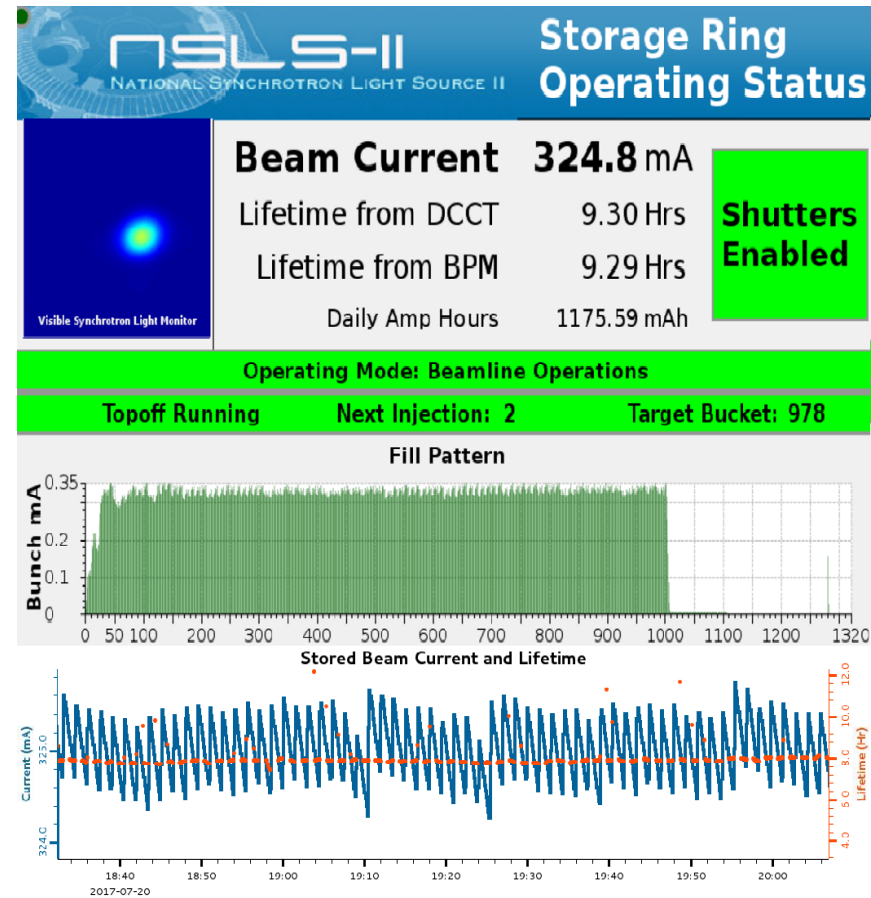 NSLS-II
NATIONAL SYNCHROTRON LIGHT SOURCE II
Storage Ring
Operating Status
Visible Synchrotron Light Monitor
Beam Current 324.8 mA
Lifetime from DCCT 9.30 Hrs
Lifetime from BPM 9.29 Hrs
Daily Amp Hours 1175.59 mAh
Shutters
Enabled
Operating Mode: Beamline Operations
Topoff Running Next Injection: 2 Target Bucket: 978
Fill Pattern
Bunch mA
0.35
0.2
0.1
0
0 50 100 200 300 400 500 600 700 800 900 1000 1100 1200 1320
Stored Beam Current and Lifetime
Current (mA)
325.0
324.0
12.0
10.0
8.0
6.0
4.0
Lifetime (Hr)
18:40 18:50 19:00 19:10 19:20 19:30 19:40 19:50 20:00
2017-07-20